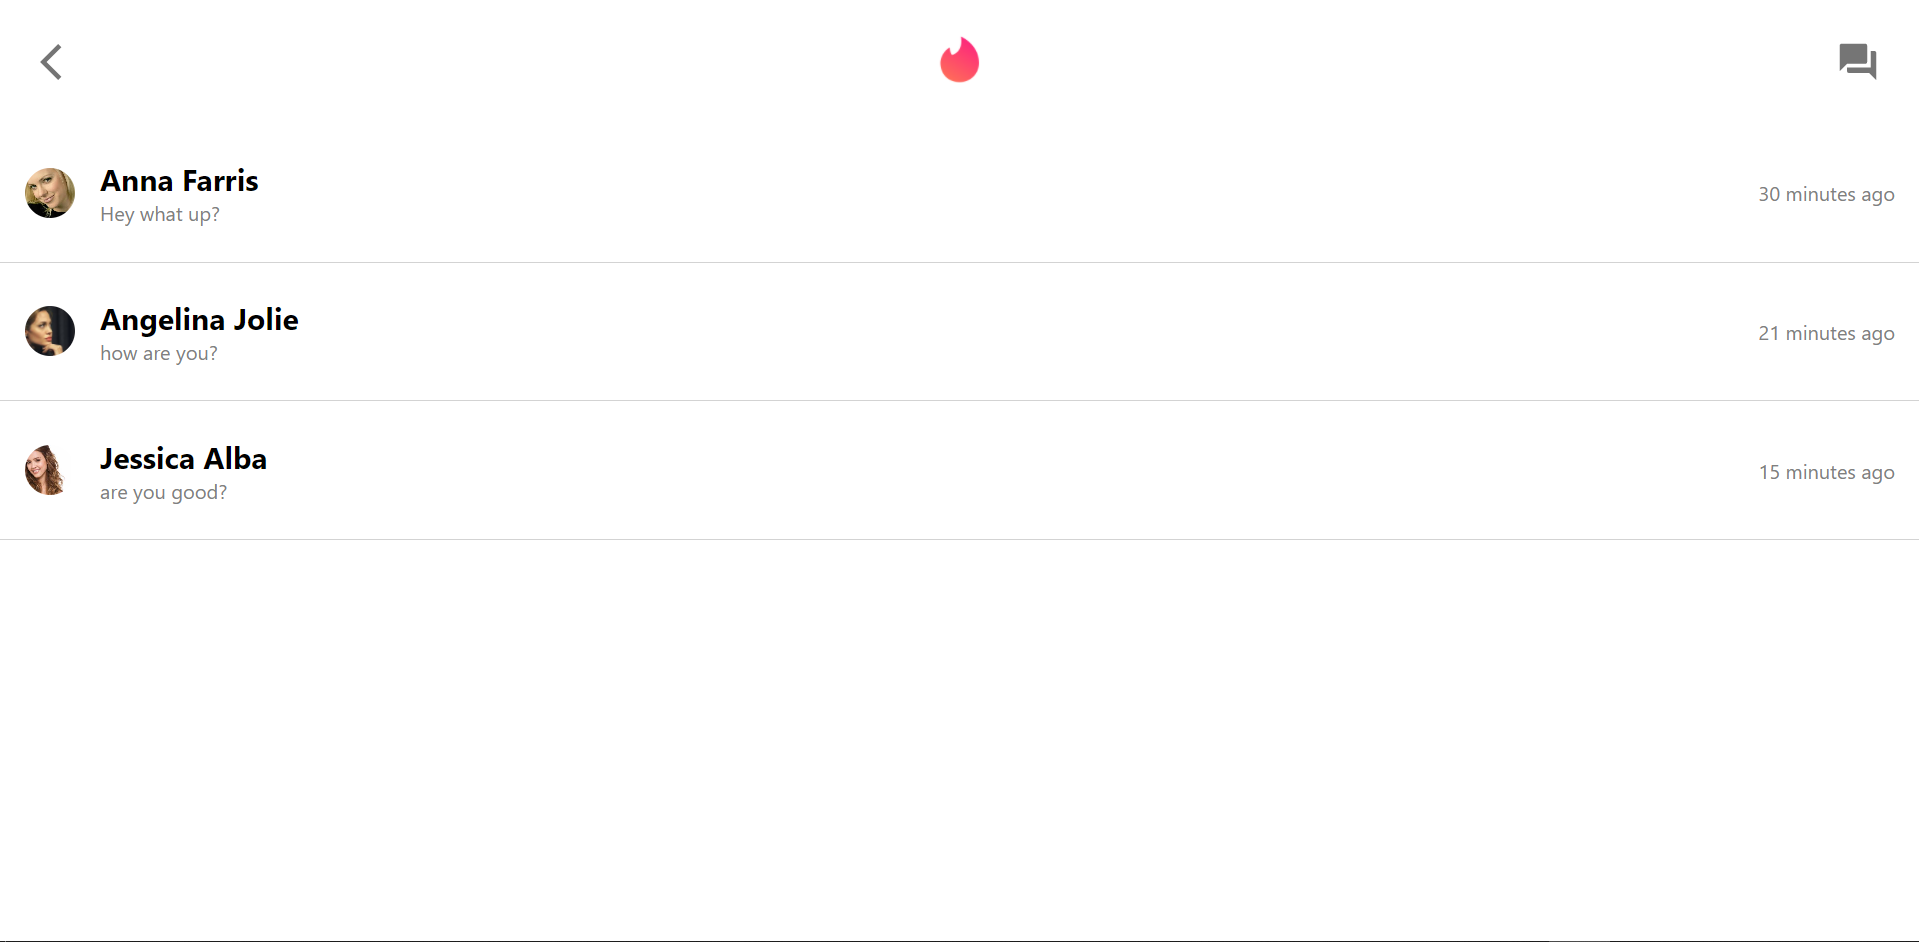 Anna Farris
Hey what up?
30 minutes ago
Angelina Jolie
how are you?
21 minutes ago
Jessica Alba
are you good?
15 minutes ago